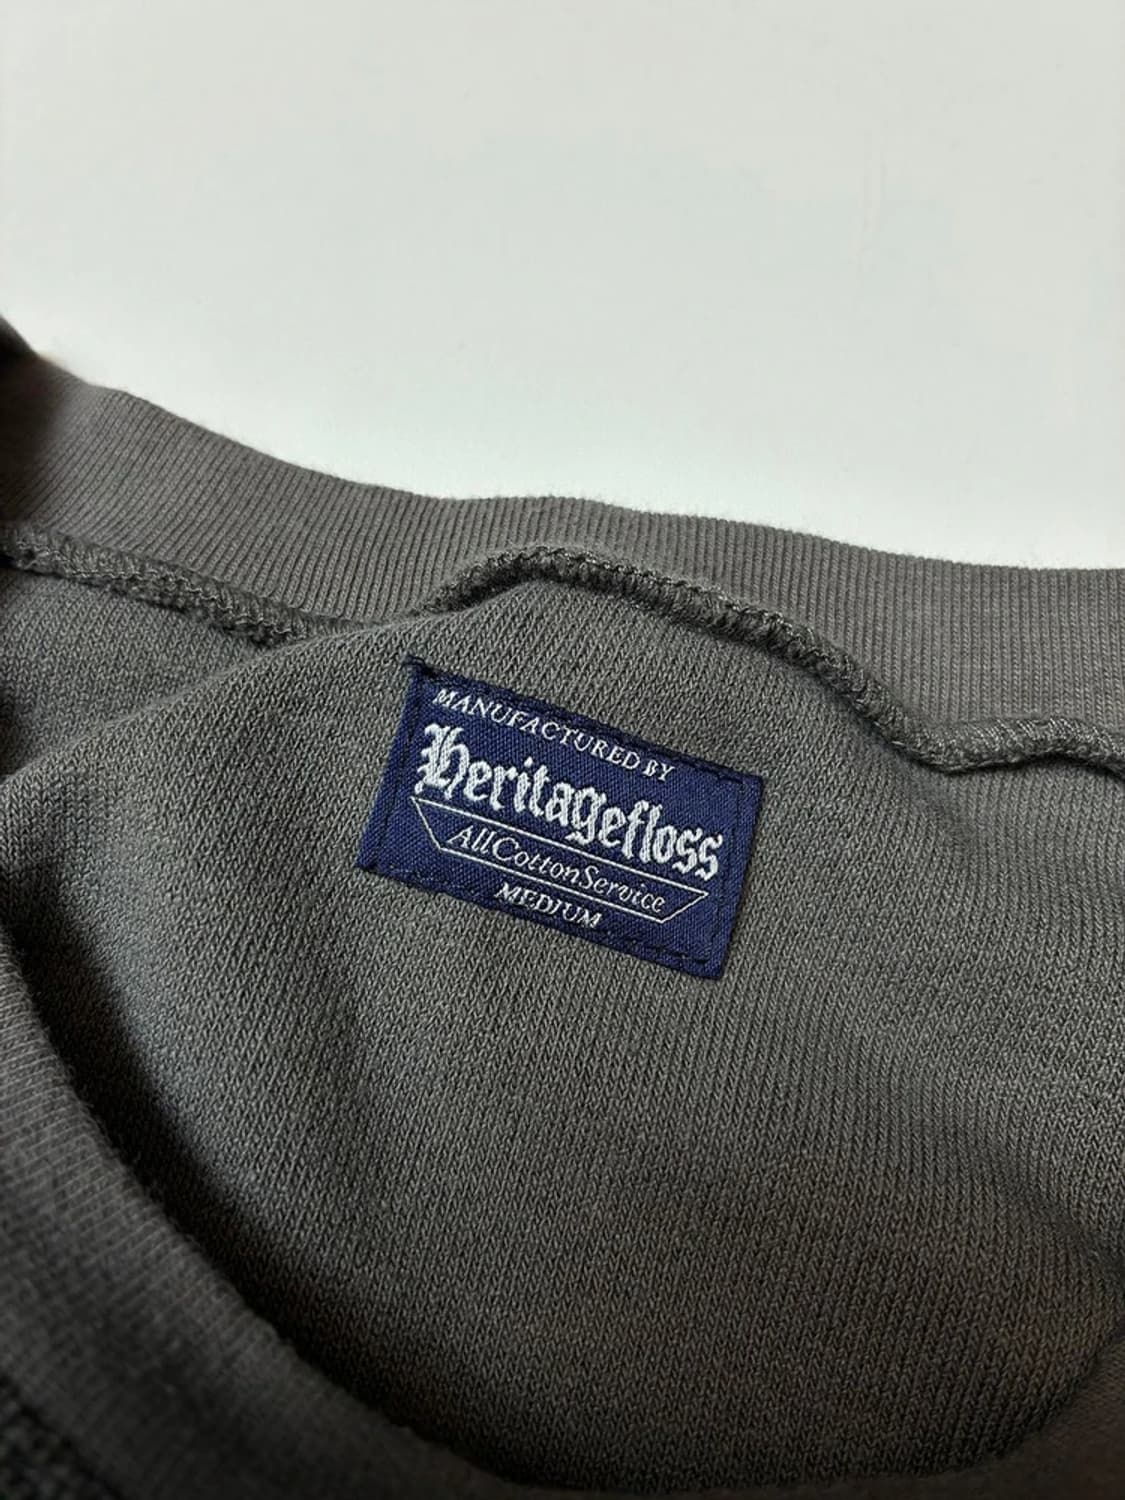 MANUFACTURED BY
Heritagefloss
AllCottonService
MEDIUM